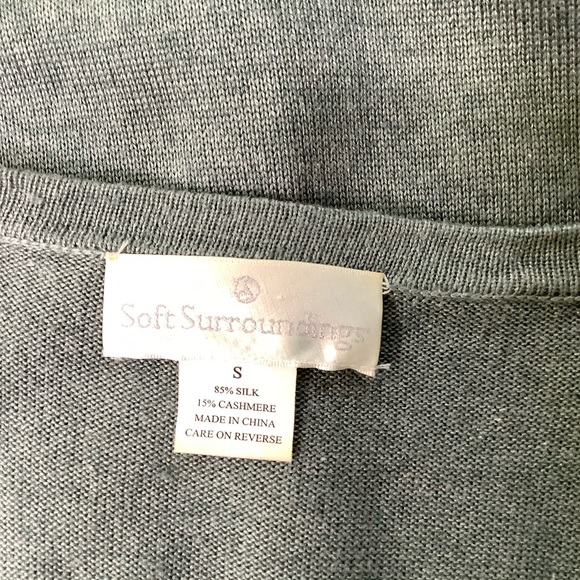 Soft Surroundings
S
85% SILK
15% CASHMERE
MADE IN CHINA
CARE ON REVERSE